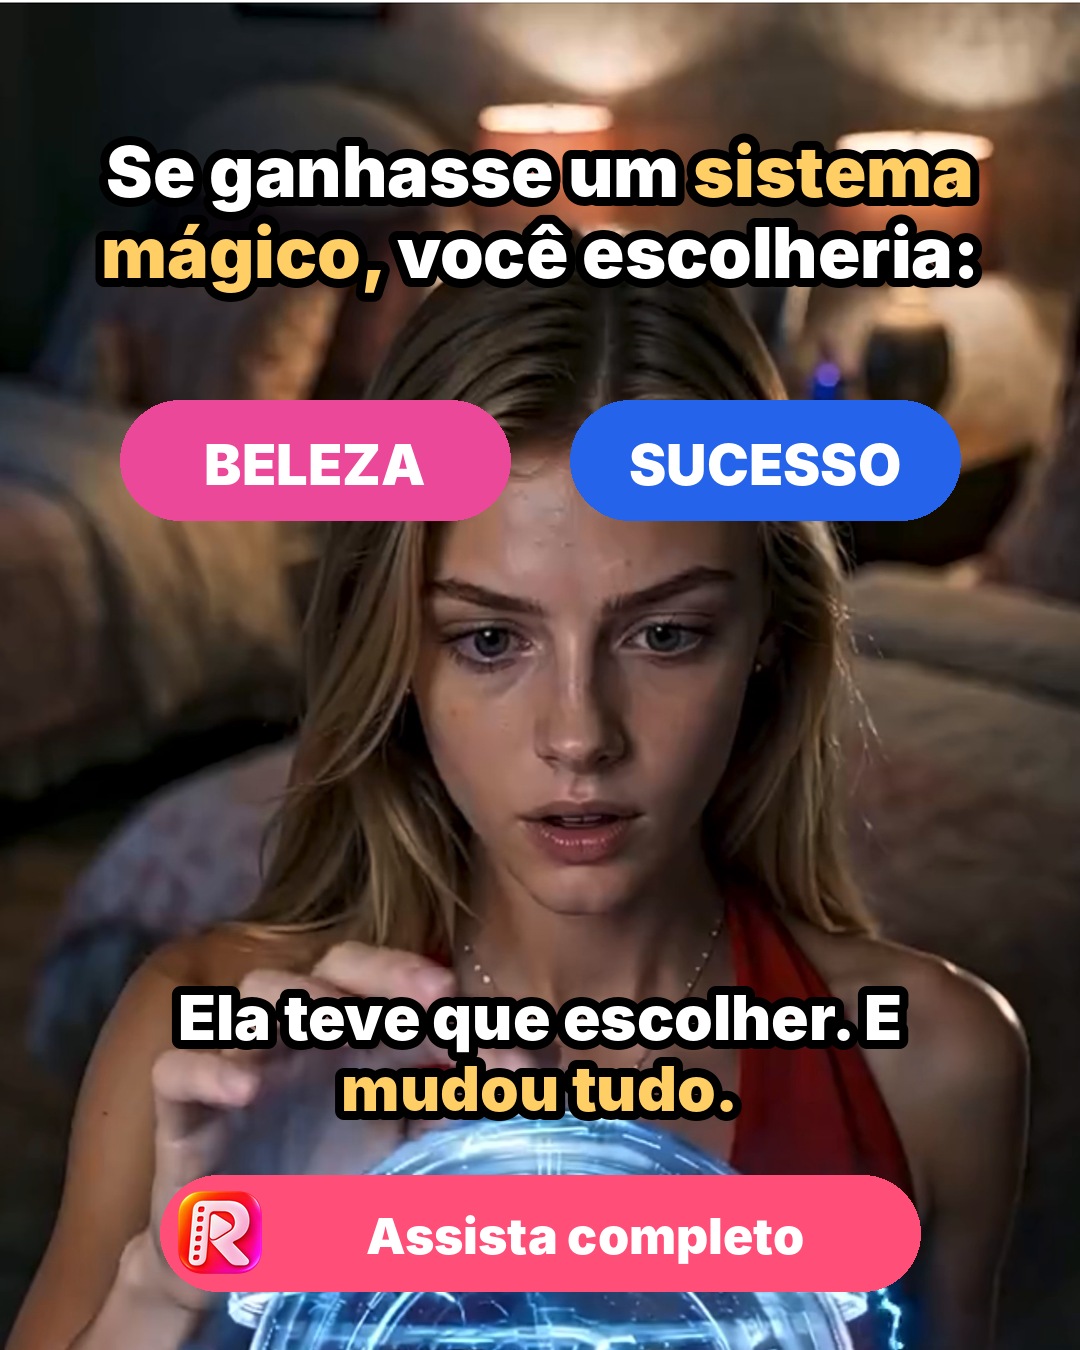 Se ganhasse um sistema
mágico, você escolheria:
BELEZA
SUCESSO
Ela teve que escolher. E
mudou tudo.
R
Assista completo